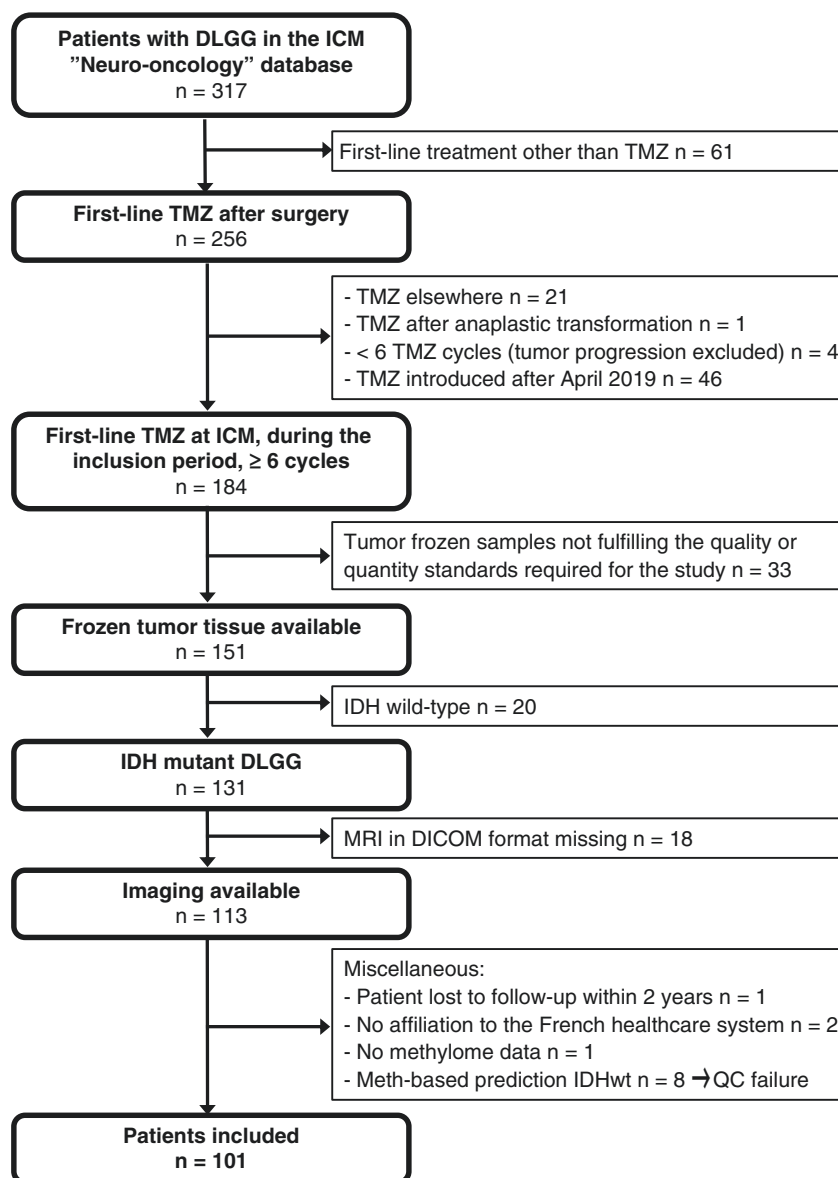 Patients with DLGG in the ICM
”Neuro-oncology” database
n = 317
First-line treatment other than TMZ n = 61
First-line TMZ after surgery
n = 256
- TMZ elsewhere n = 21
- TMZ after anaplastic transformation n = 1
- < 6 TMZ cycles (tumor progression excluded) n = 4
- TMZ introduced after April 2019 n = 46
First-line TMZ at ICM, during the
inclusion period, ≥ 6 cycles
n = 184
Tumor frozen samples not fulfilling the quality or
quantity standards required for the study n = 33
Frozen tumor tissue available
n = 151
IDH wild-type n = 20
IDH mutant DLGG
n = 131
MRI in DICOM format missing n = 18
Imaging available
n = 113
Miscellaneous:
- Patient lost to follow-up within 2 years n = 1
- No affiliation to the French healthcare system n = 2
- No methylome data n = 1
- Meth-based prediction IDHwt n = 8 → QC failure
Patients included
n = 101